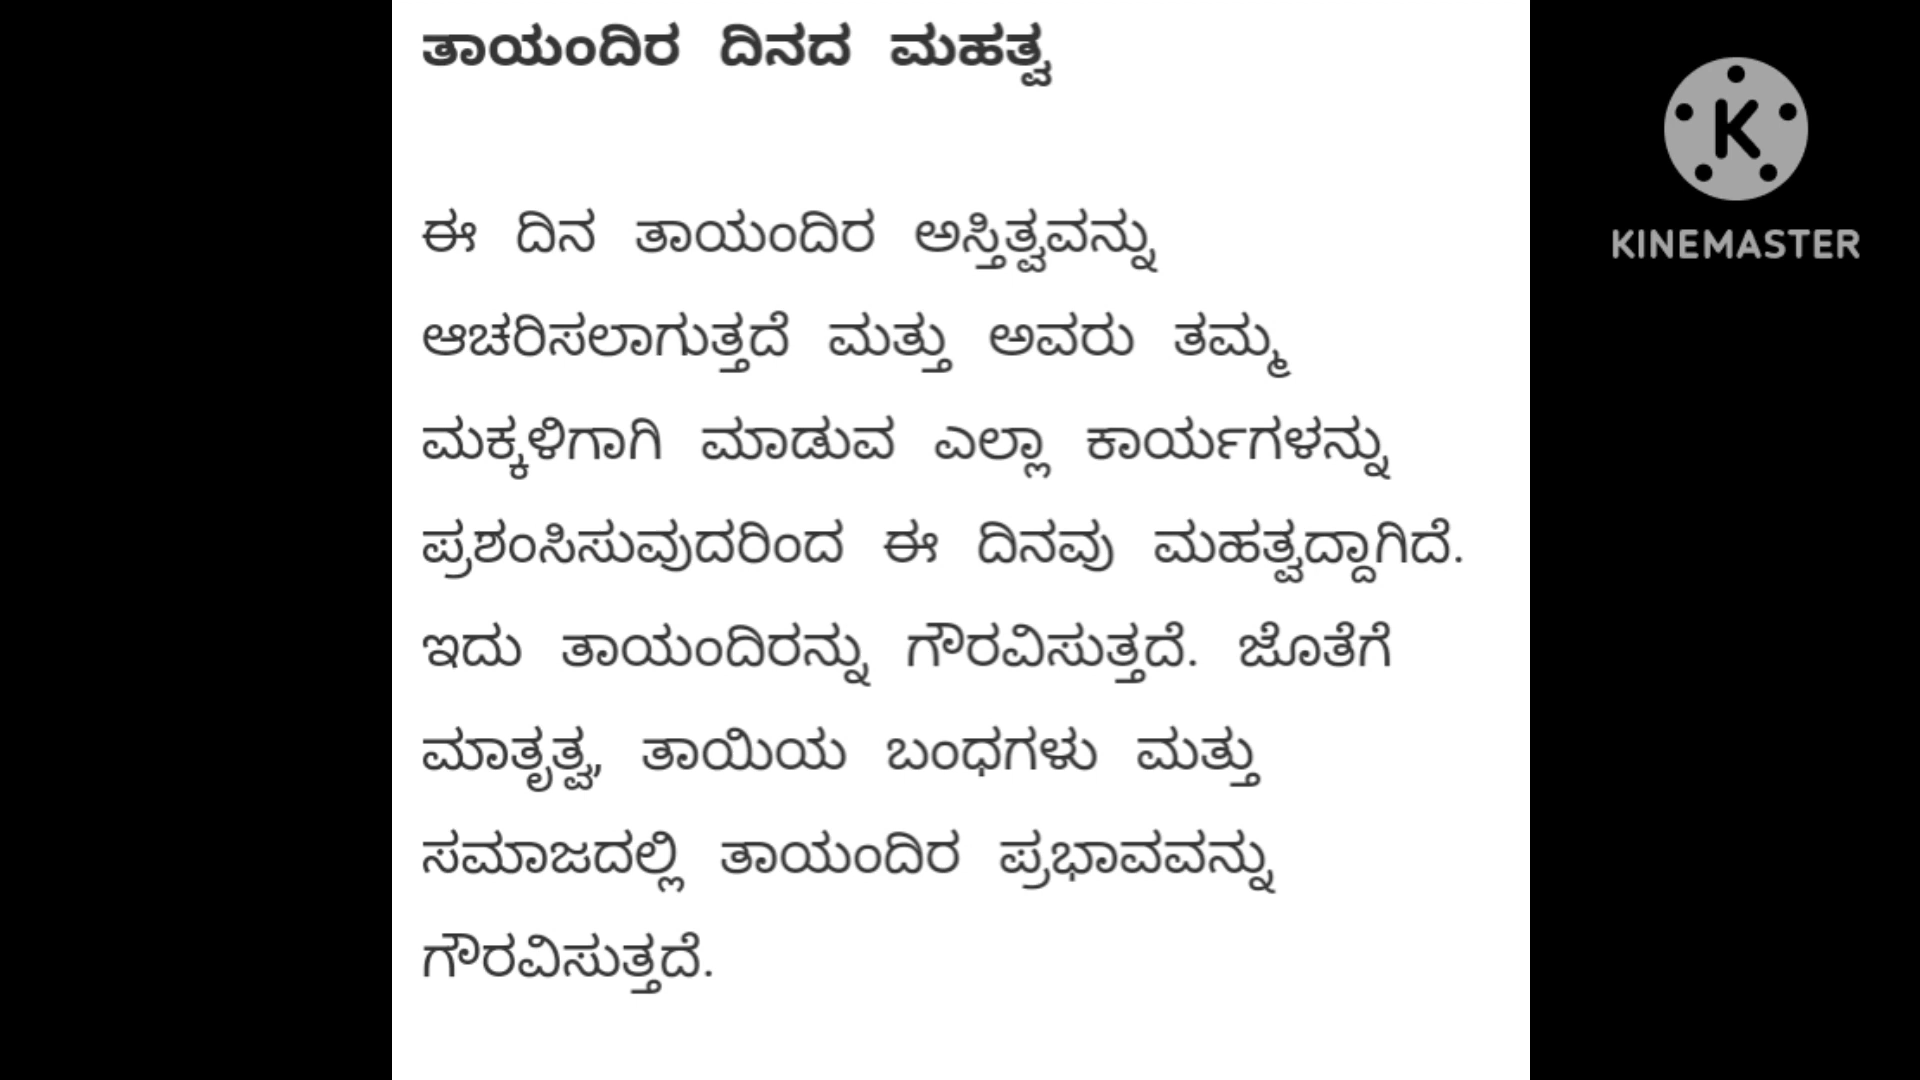 ತಾಯಂದಿರ ದಿನದ ಮಹತ್ವ
ಈ ದಿನ ತಾಯಂದಿರ ಅಸ್ತಿತ್ವವನ್ನು
ಆಚರಿಸಲಾಗುತ್ತದೆ ಮತ್ತು ಅವರು ತಮ್ಮ
ಮಕ್ಕಳಿಗಾಗಿ ಮಾಡುವ ಎಲ್ಲಾ ಕಾರ್ಯಗಳನ್ನು
ಪ್ರಶಂಸಿಸುವುದರಿಂದ ಈ ದಿನವು ಮಹತ್ವದ್ದಾಗಿದೆ.
ಇದು ತಾಯಂದಿರನ್ನು ಗೌರವಿಸುತ್ತದೆ. ಜೊತೆಗೆ
ಮಾತೃತ್ವ, ತಾಯಿಯ ಬಂಧಗಳು ಮತ್ತು
ಸಮಾಜದಲ್ಲಿ ತಾಯಂದಿರ ಪ್ರಭಾವವನ್ನು
ಗೌರವಿಸುತ್ತದೆ.
K
KINEMASTER